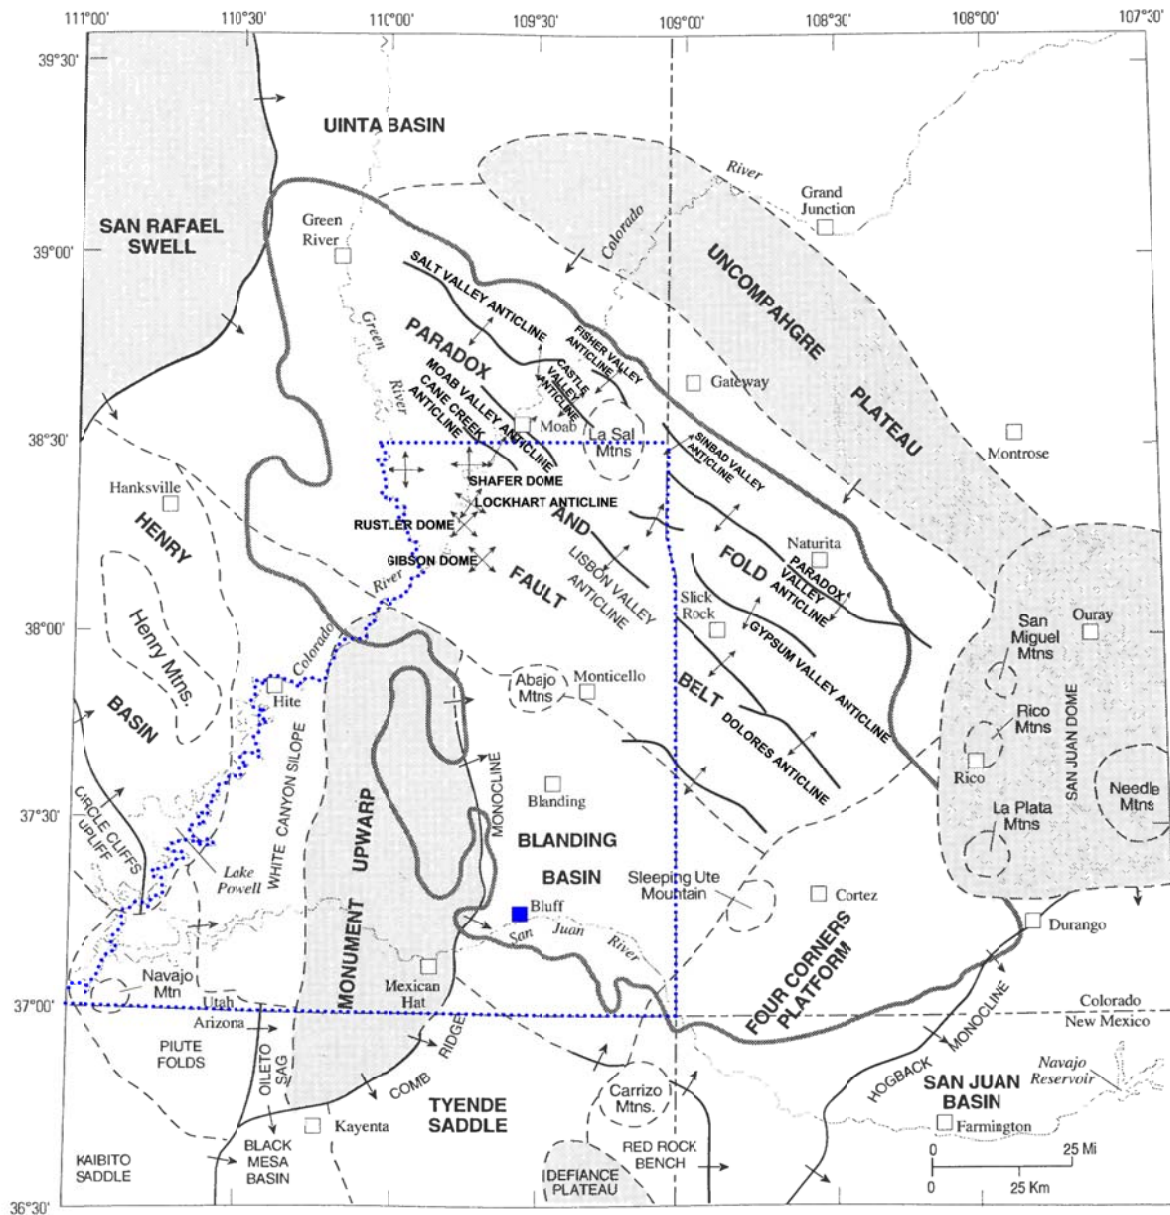 111°00' 110°30' 110°00' 109°30' 109°00' 108°30' 108°00' 107°30'
39°30'
UINTA BASIN
River
Grand
Junction
SAN RAFAEL
SWELL
Green
River
Colorado
39°00'
UNCOMPAHGRE
PLATEAU
SALT VALLEY ANTICLINE
FISHER VALLEY
ANTICLINE
Green
River
PARADOX
CASTLE
VALLEY
ANTICLINE
MOAB VALLEY ANTICLINE
CANE CREEK
ANTICLINE
Gateway
Moab
La Sal
Mtns
SINBAD VALLEY
ANTICLINE
Montrose
38°30'
Hanksville
SHAFER DOME
LOCKHART ANTICLINE
HENRY
RUSTLER DOME
AND
GIBSON DOME
LISBON VALLEY
ANTICLINE
FAULT
FOLD
Naturita
PARADOX
VALLEY
ANTICLINE
River
Slick
Rock
38°00'
Colorado
GYPSUM VALLEY ANTICLINE
San
Miguel
Mtns
Ouray
Henry Mtns.
BASIN
Hite
Abajo
Mtns
Monticello
BELT
DOLORES ANTICLINE
Rico
Mtns
Rico
SAN JUAN DOME
Needle
Mtns
WHITE CANYON SILOPE
MONOCLINE
Blanding
La Plata
Mtns
37°30'
CIRCLE CLIFFS
UPLIFF
Lake
Powell
MONUMENT UPWARP
BLANDING
BASIN
Sleeping Ute
Mountain
Cortez
Bluff
San Juan River
Durango
FOUR CORNERS
PLATFORM
Navajo
Mtn
Mexican
Hat
37°00'
Utah
Arizona
Colorado
New Mexico
PIUTE
FOLDS
OILETO
SAG
COMB RIDGE
HOGBACK MONOCLINE
Navajo
Reservoir
SAN JUAN
BASIN
Carrizo
Mtns.
TYENDE
SADDLE
Kayenta
Farmington
KAIBITO
SADDLE
BLACK
MESA
BASIN
RED ROCK
BENCH
DEFIANCE
PLATEAU
0 25 Mi
0 25 Km
36°30'